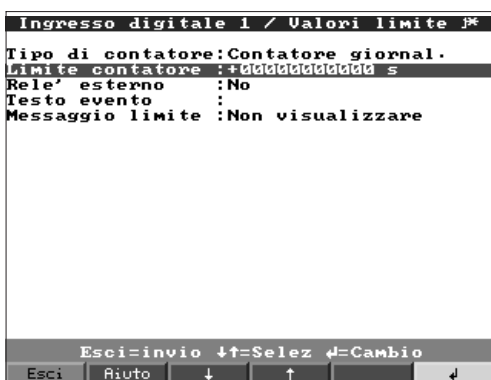 Ingresso digitale 1 / Valori limite
Tipo di contatore:Contatore giornal.
Limite contatore :+00000000000 s
Rele' esterno :No
Testo evento :
Messaggio limite :Non visualizzare
Esci=invio ↓↑=Selez ↵=Cambio
Esci Aiuto ↓ ↑ ↵